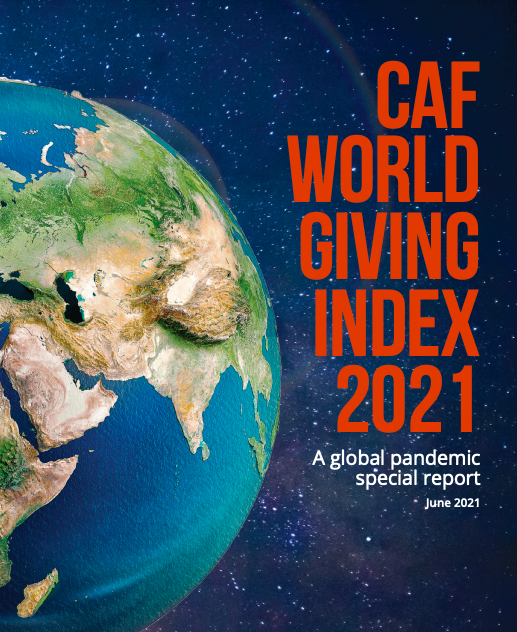 CAF
WORLD
GIVING
INDEX
2021
A global pandemic
special report
June 2021